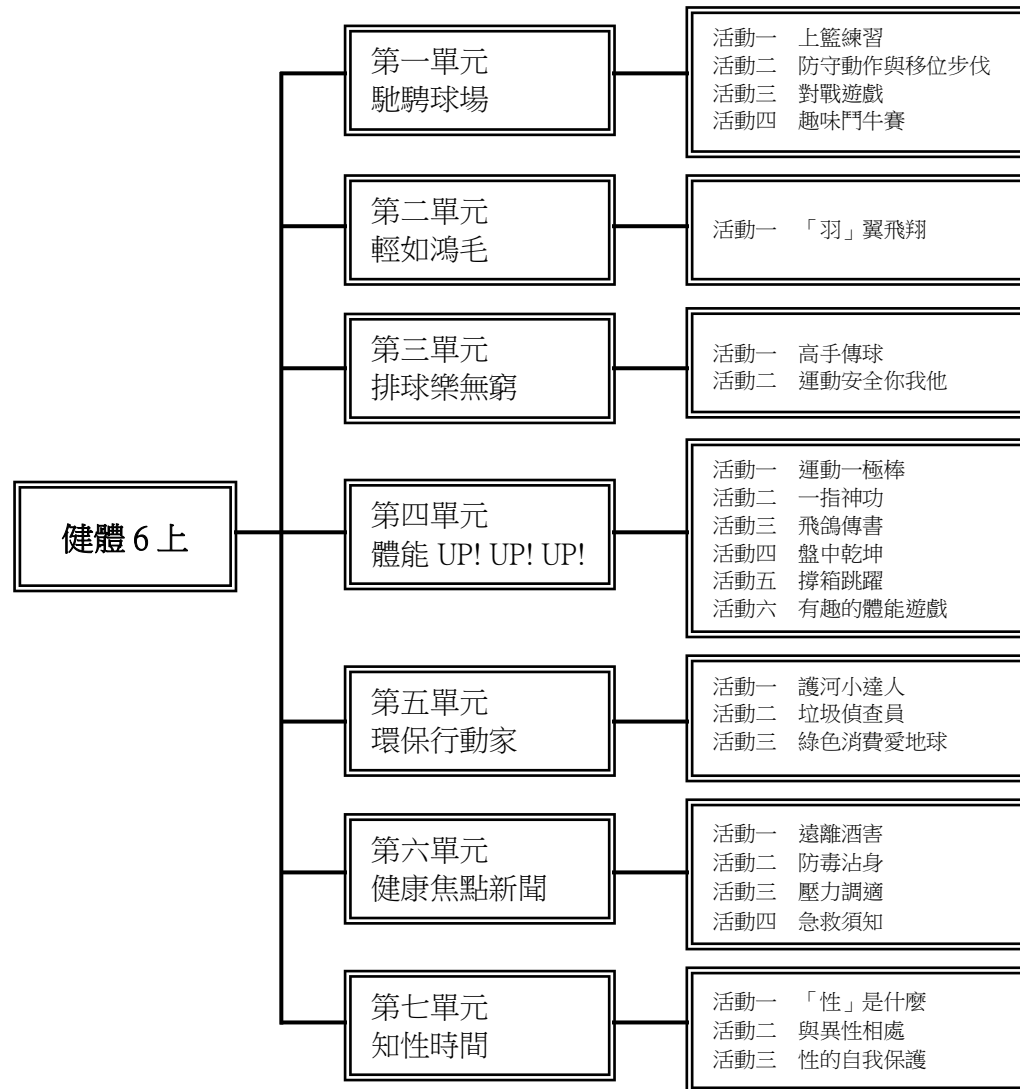 健體 6 上
第一單元
馳騁球場
活動一 上籃練習
活動二 防守動作與移位步伐
活動三 對戰遊戲
活動四 趣味鬥牛賽
第二單元
輕如鴻毛
活動一 「羽」翼飛翔
第三單元
排球樂無窮
活動一 高手傳球
活動二 運動安全你我他
第四單元
體能 UP! UP! UP!
活動一 運動一極棒
活動二 一指神功
活動三 飛鴿傳書
活動四 盤中乾坤
活動五 撐箱跳躍
活動六 有趣的體能遊戲
第五單元
環保行動家
活動一 護河小達人
活動二 垃圾偵查員
活動三 綠色消費愛地球
第六單元
健康焦點新聞
活動一 遠離酒害
活動二 防毒沾身
活動三 壓力調適
活動四 急救須知
第七單元
知性時間
活動一 「性」是什麼
活動二 與異性相處
活動三 性的自我保護